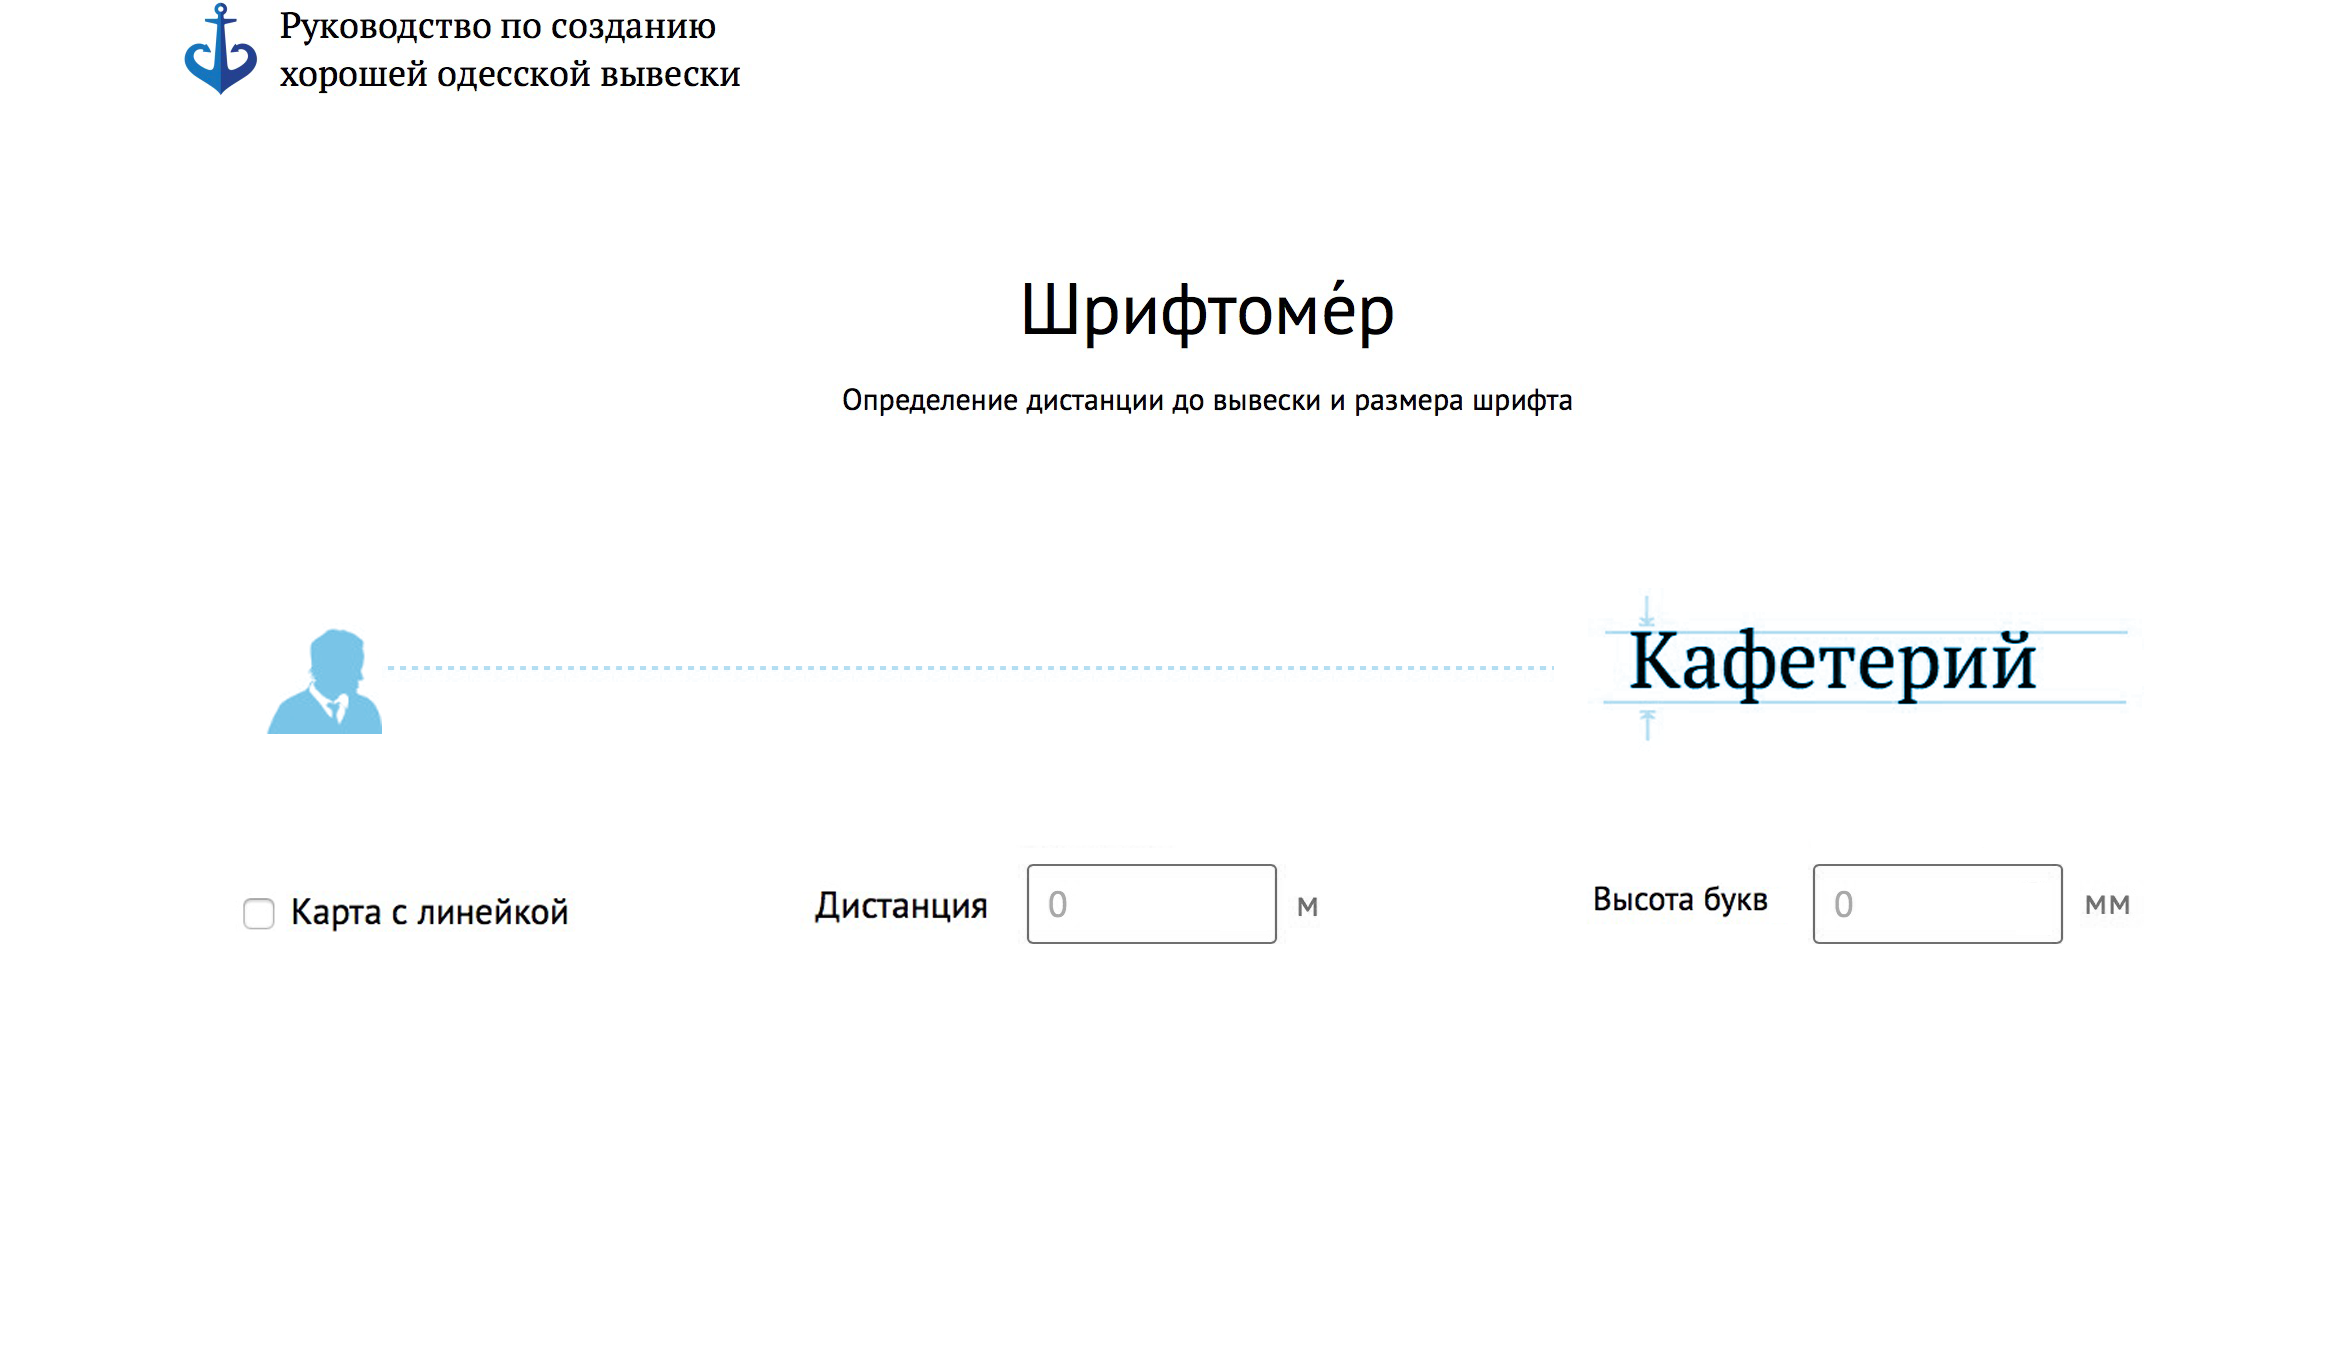 Руководство по созданию
хорошей одесской вывески
Шрифтоме́р
Определение дистанции до вывески и размера шрифта
Кафетерий
Карта с линейкой
Дистанция 0 м
Высота букв 0 мм